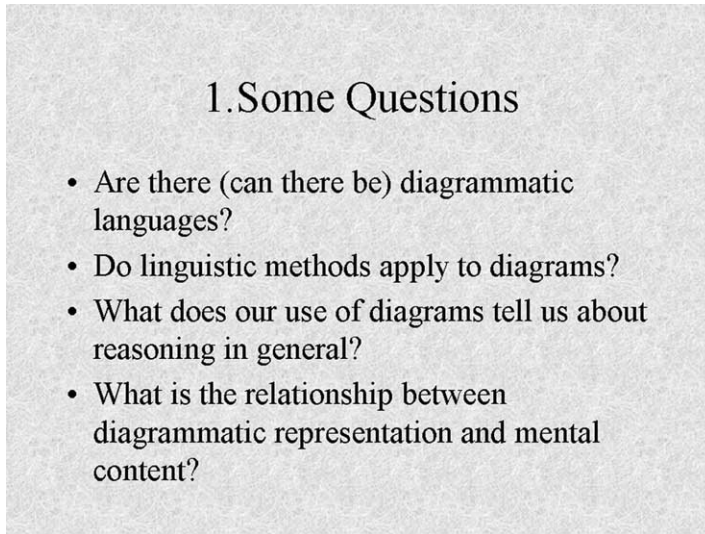 1.Some Questions
• Are there (can there be) diagrammatic
languages?
• Do linguistic methods apply to diagrams?
• What does our use of diagrams tell us about
reasoning in general?
• What is the relationship between
diagrammatic representation and mental
content?